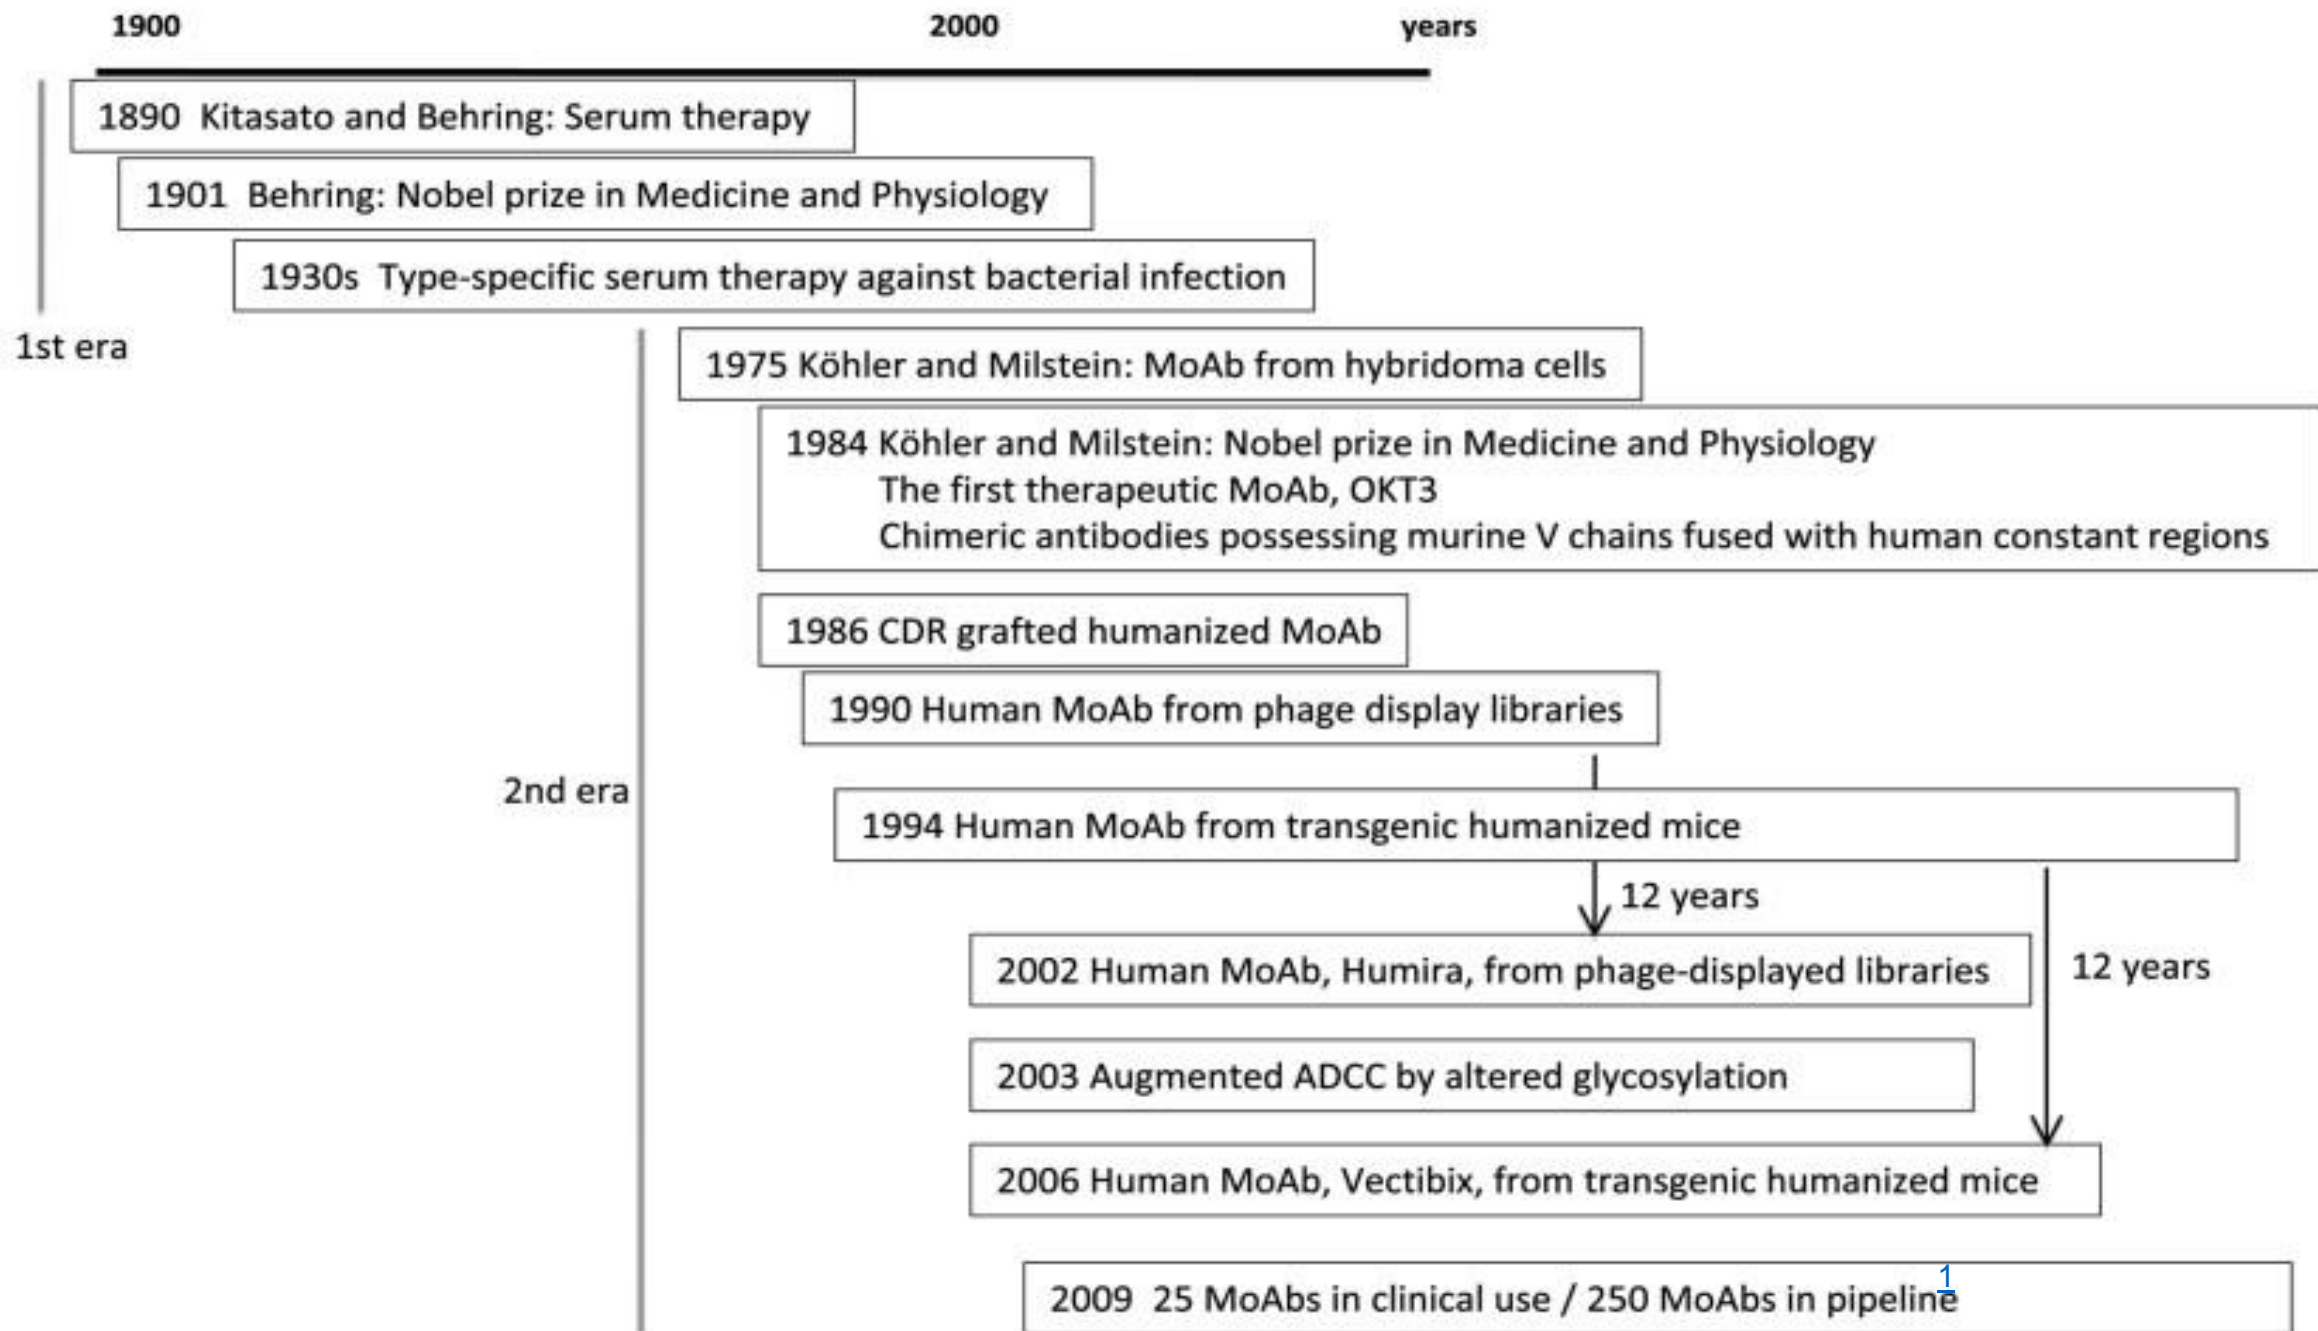 1900 2000 years
1890 Kitasato and Behring: Serum therapy
1901 Behring: Nobel prize in Medicine and Physiology
1930s Type-specific serum therapy against bacterial infection
1st era
1975 Köhler and Milstein: MoAb from hybridoma cells
1984 Köhler and Milstein: Nobel prize in Medicine and Physiology
The first therapeutic MoAb, OKT3
Chimeric antibodies possessing murine V chains fused with human constant regions
1986 CDR grafted humanized MoAb
1990 Human MoAb from phage display libraries
2nd era
1994 Human MoAb from transgenic humanized mice
12 years
2002 Human MoAb, Humira, from phage-displayed libraries
12 years
2003 Augmented ADCC by altered glycosylation
2006 Human MoAb, Vectibix, from transgenic humanized mice
2009 25 MoAbs in clinical use / 250 MoAbs in pipeline 1